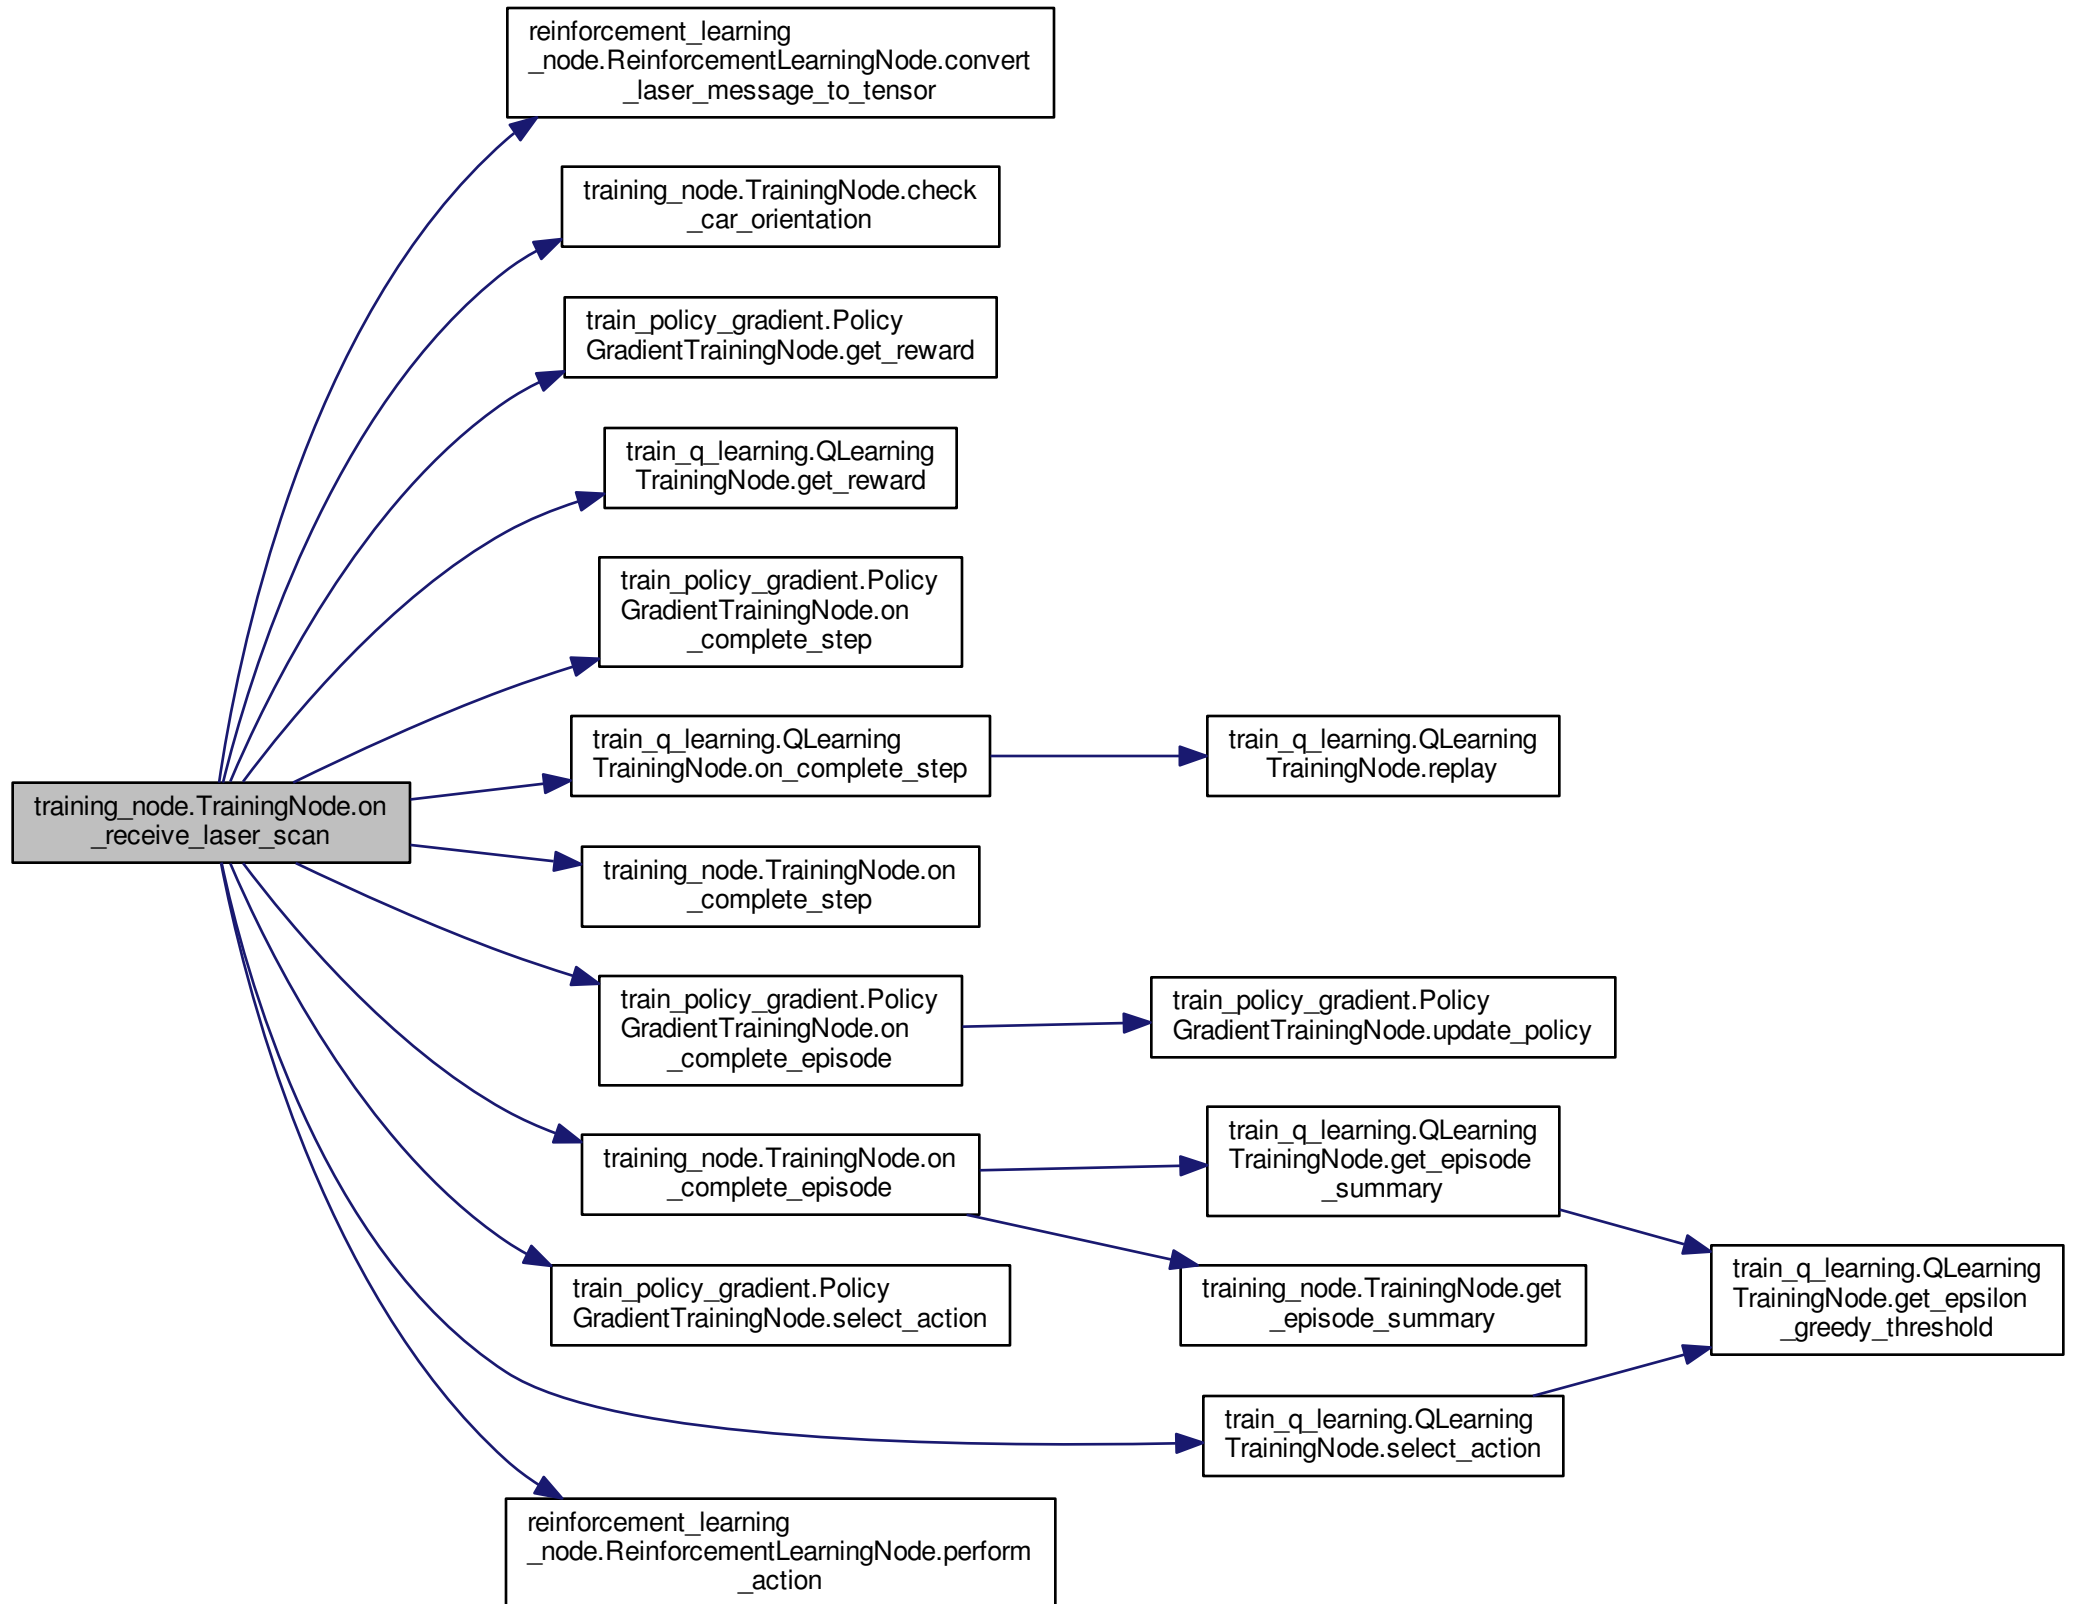 reinforcement_learning
_node.ReinforcementLearningNode.convert
_laser_message_to_tensor
training_node.TrainingNode.check
_car_orientation
train_policy_gradient.Policy
GradientTrainingNode.get_reward
train_q_learning.QLearning
TrainingNode.get_reward
train_policy_gradient.Policy
GradientTrainingNode.on
_complete_step
train_q_learning.QLearning
TrainingNode.on_complete_step
train_q_learning.QLearning
TrainingNode.replay
training_node.TrainingNode.on
_receive_laser_scan
training_node.TrainingNode.on
_complete_step
train_policy_gradient.Policy
GradientTrainingNode.on
_complete_episode
train_policy_gradient.Policy
GradientTrainingNode.update_policy
training_node.TrainingNode.on
_complete_episode
train_q_learning.QLearning
TrainingNode.get_episode
_summary
train_policy_gradient.Policy
GradientTrainingNode.select_action
training_node.TrainingNode.get
_episode_summary
train_q_learning.QLearning
TrainingNode.get_epsilon
_greedy_threshold
train_q_learning.QLearning
TrainingNode.select_action
reinforcement_learning
_node.ReinforcementLearningNode.perform
_action